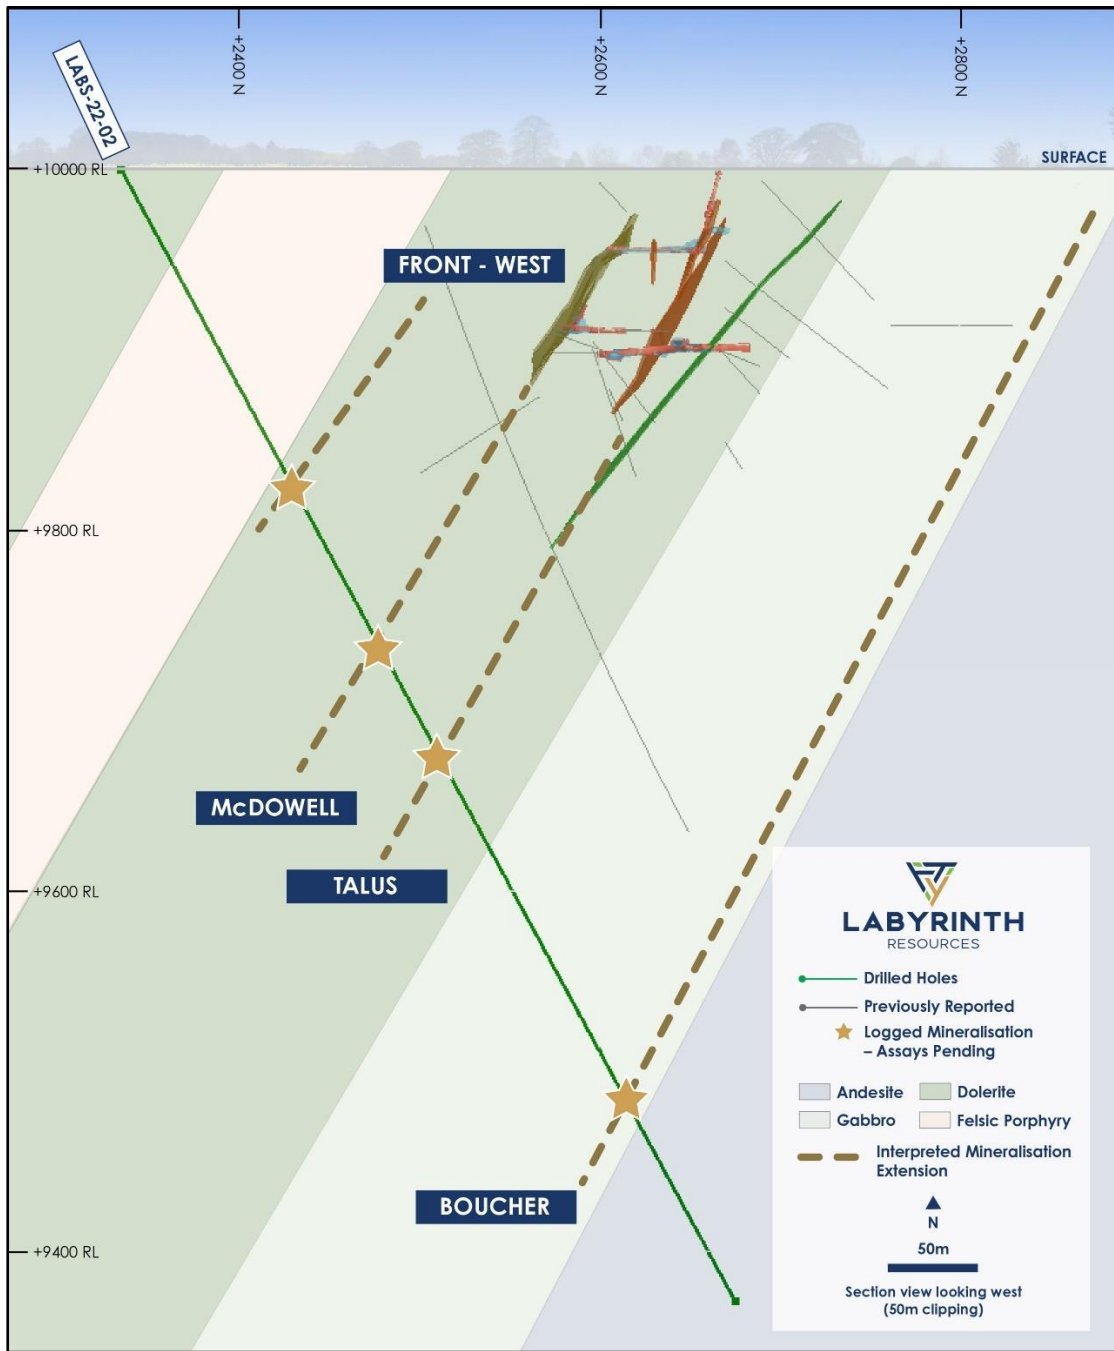 +2400 N
+2600 N
+2800 N
LABS-22-02
SURFACE
+10000 RL
FRONT - WEST
+9800 RL
McDOWELL
TALUS
+9600 RL
BOUCHER
+9400 RL
LABYRINTH
RESOURCES
Drilled Holes
Previously Reported
Logged Mineralisation
– Assays Pending
Andesite
Dolerite
Gabbro
Felsic Porphyry
Interpreted Mineralisation
Extension
N
50m
Section view looking west
(50m clipping)